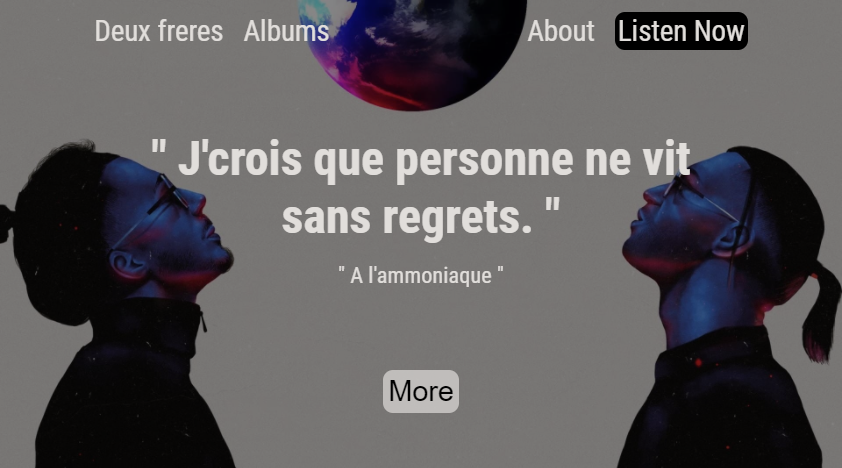 Deux freres Albums About Listen Now
" J'crois que personne ne vit
sans regrets. "
" A l'ammoniaque "
More